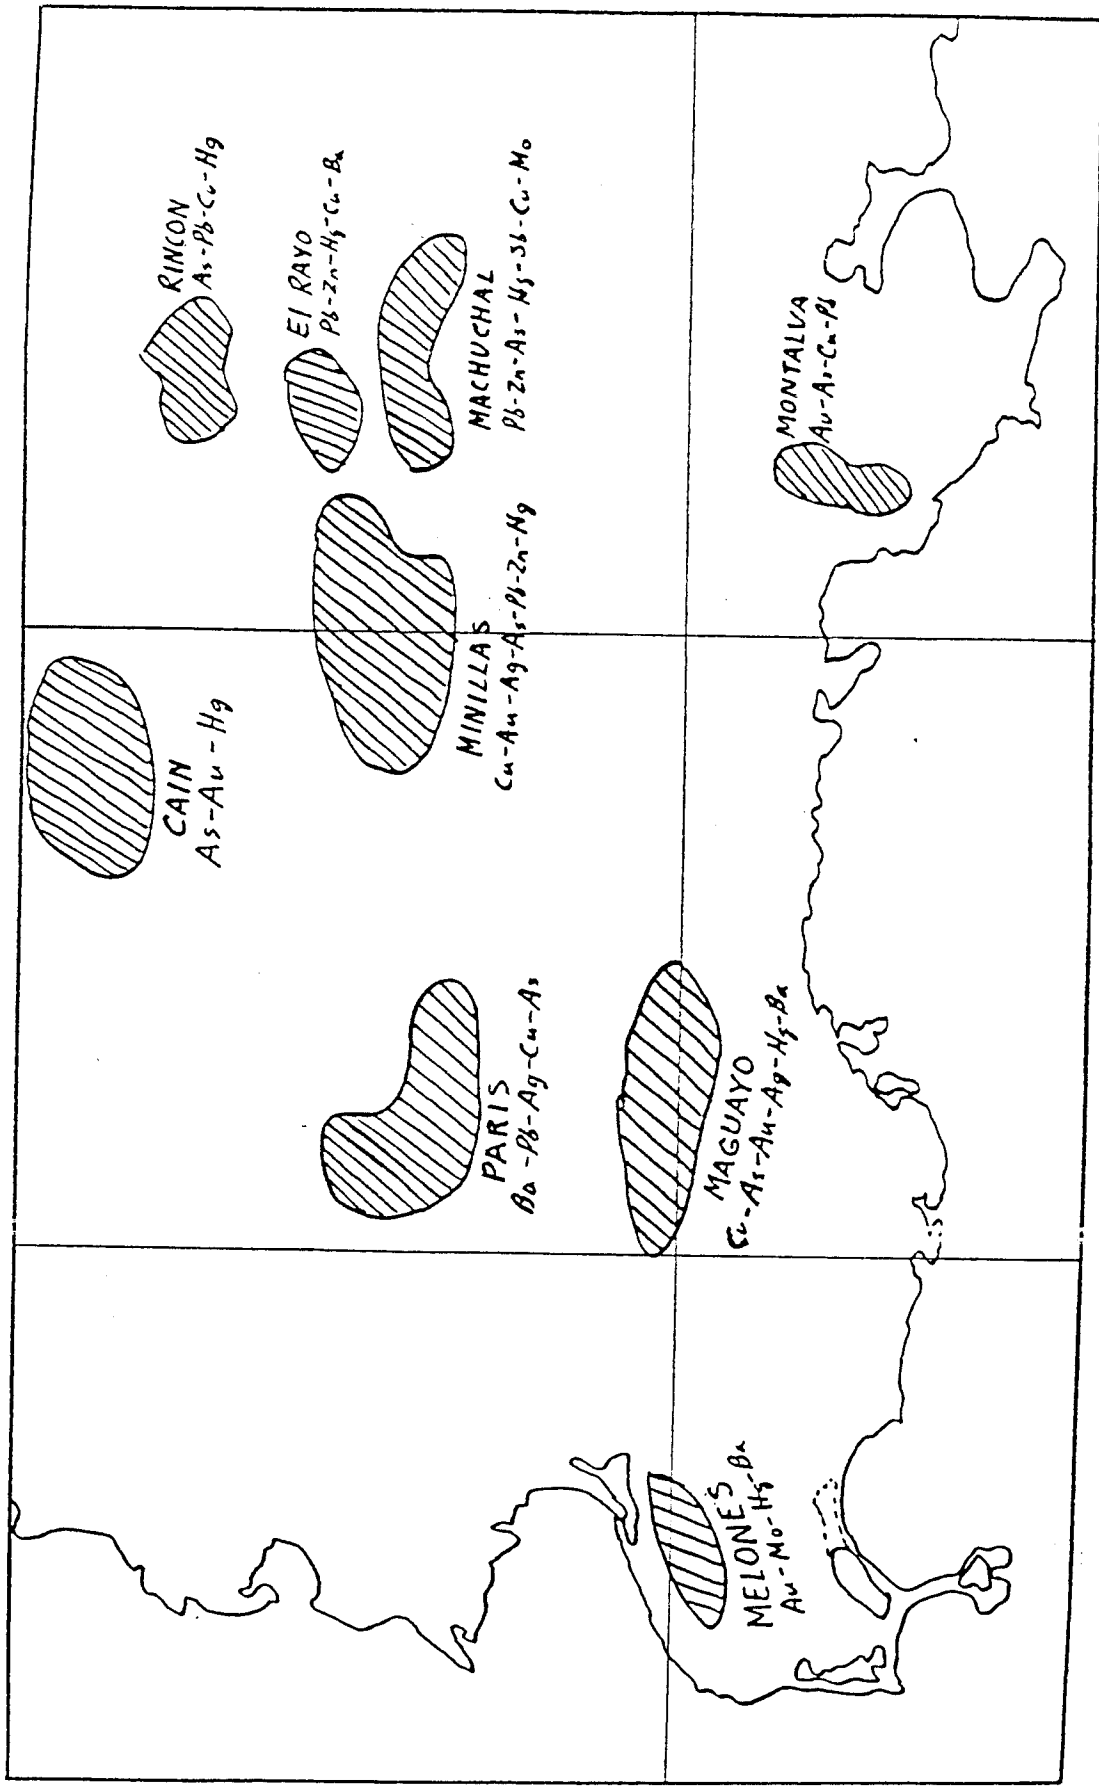 RINCON
As-Pb-Cu-Hg
El RAYO
Pb-Zn-Hg-Cu-Ba
MACHUCHAL
Pb-Zn-As-Hg-Sb-Cu-Mo
CAIN
As-Au-Hg
MINILLAS
Cu-Au-Ag-As-Pb-Zn-Hg
PARIS
Ba-Pb-Ag-Cu-As
MAGUAYO
Cu-As-Au-Ag-Hg-Ba
MONTALVA
Au-As-Cu-Pb
MELONES
Au-Mo-Hg-Ba